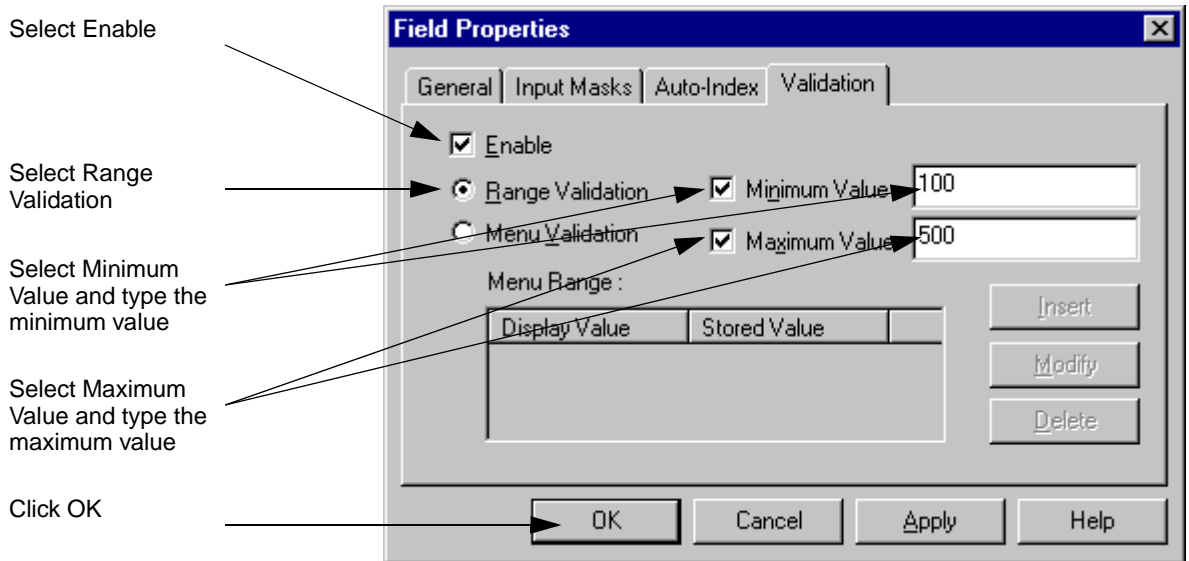 Select Enable
Select Range
Validation
Select Minimum
Value and type the
minimum value
Select Maximum
Value and type the
maximum value
Click OK
Field Properties
General
Input Masks
Auto-Index
Validation
Enable
Range Validation
Minimum Value
100
Menu Validation
Maximum Value
500
Menu Range :
Display Value
Stored Value
Insert
Modify
Delete
OK
Cancel
Apply
Help